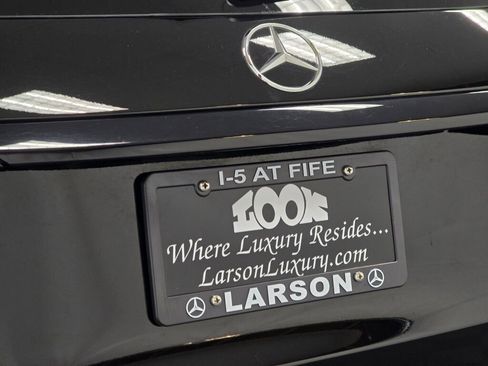 I-5 AT FIFE
LOOK
Where Luxury Resides...
LarsonLuxury.com
LARSON